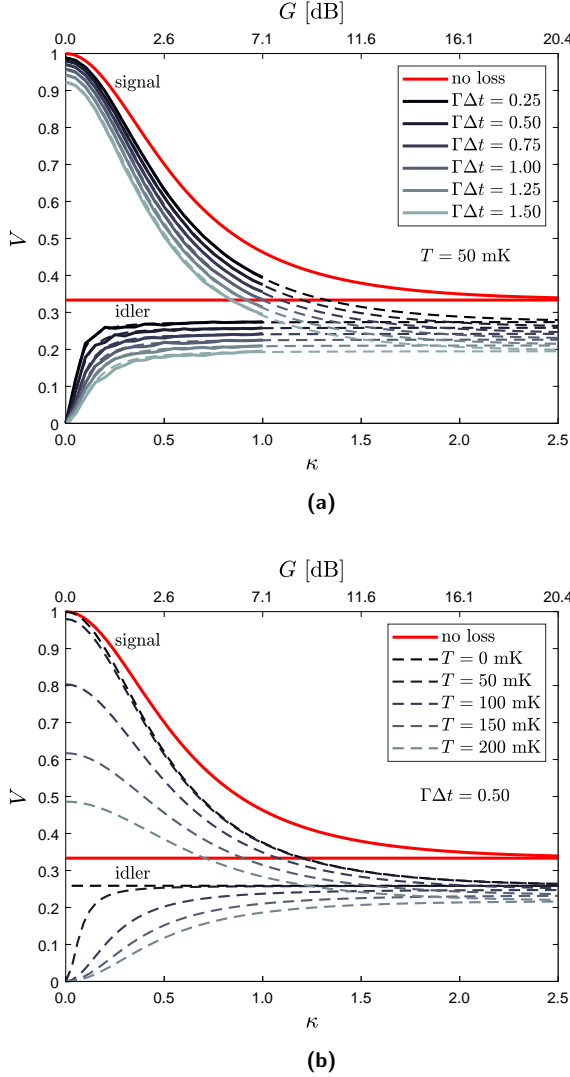 G [dB]
0.0 2.6 7.1 11.6 16.1 20.4
1
0.9
0.8
0.7
0.6
0.5
0.4
0.3
0.2
0.1
0
V
signal
idler
no loss
ΓΔt = 0.25
ΓΔt = 0.50
ΓΔt = 0.75
ΓΔt = 1.00
ΓΔt = 1.25
ΓΔt = 1.50
T = 50 mK
0.0 0.5 1.0 1.5 2.0 2.5
κ
(a)
G [dB]
0.0 2.6 7.1 11.6 16.1 20.4
1
0.9
0.8
0.7
0.6
0.5
0.4
0.3
0.2
0.1
0
V
signal
idler
no loss
T = 0 mK
T = 50 mK
T = 100 mK
T = 150 mK
T = 200 mK
ΓΔt = 0.50
0.0 0.5 1.0 1.5 2.0 2.5
κ
(b)